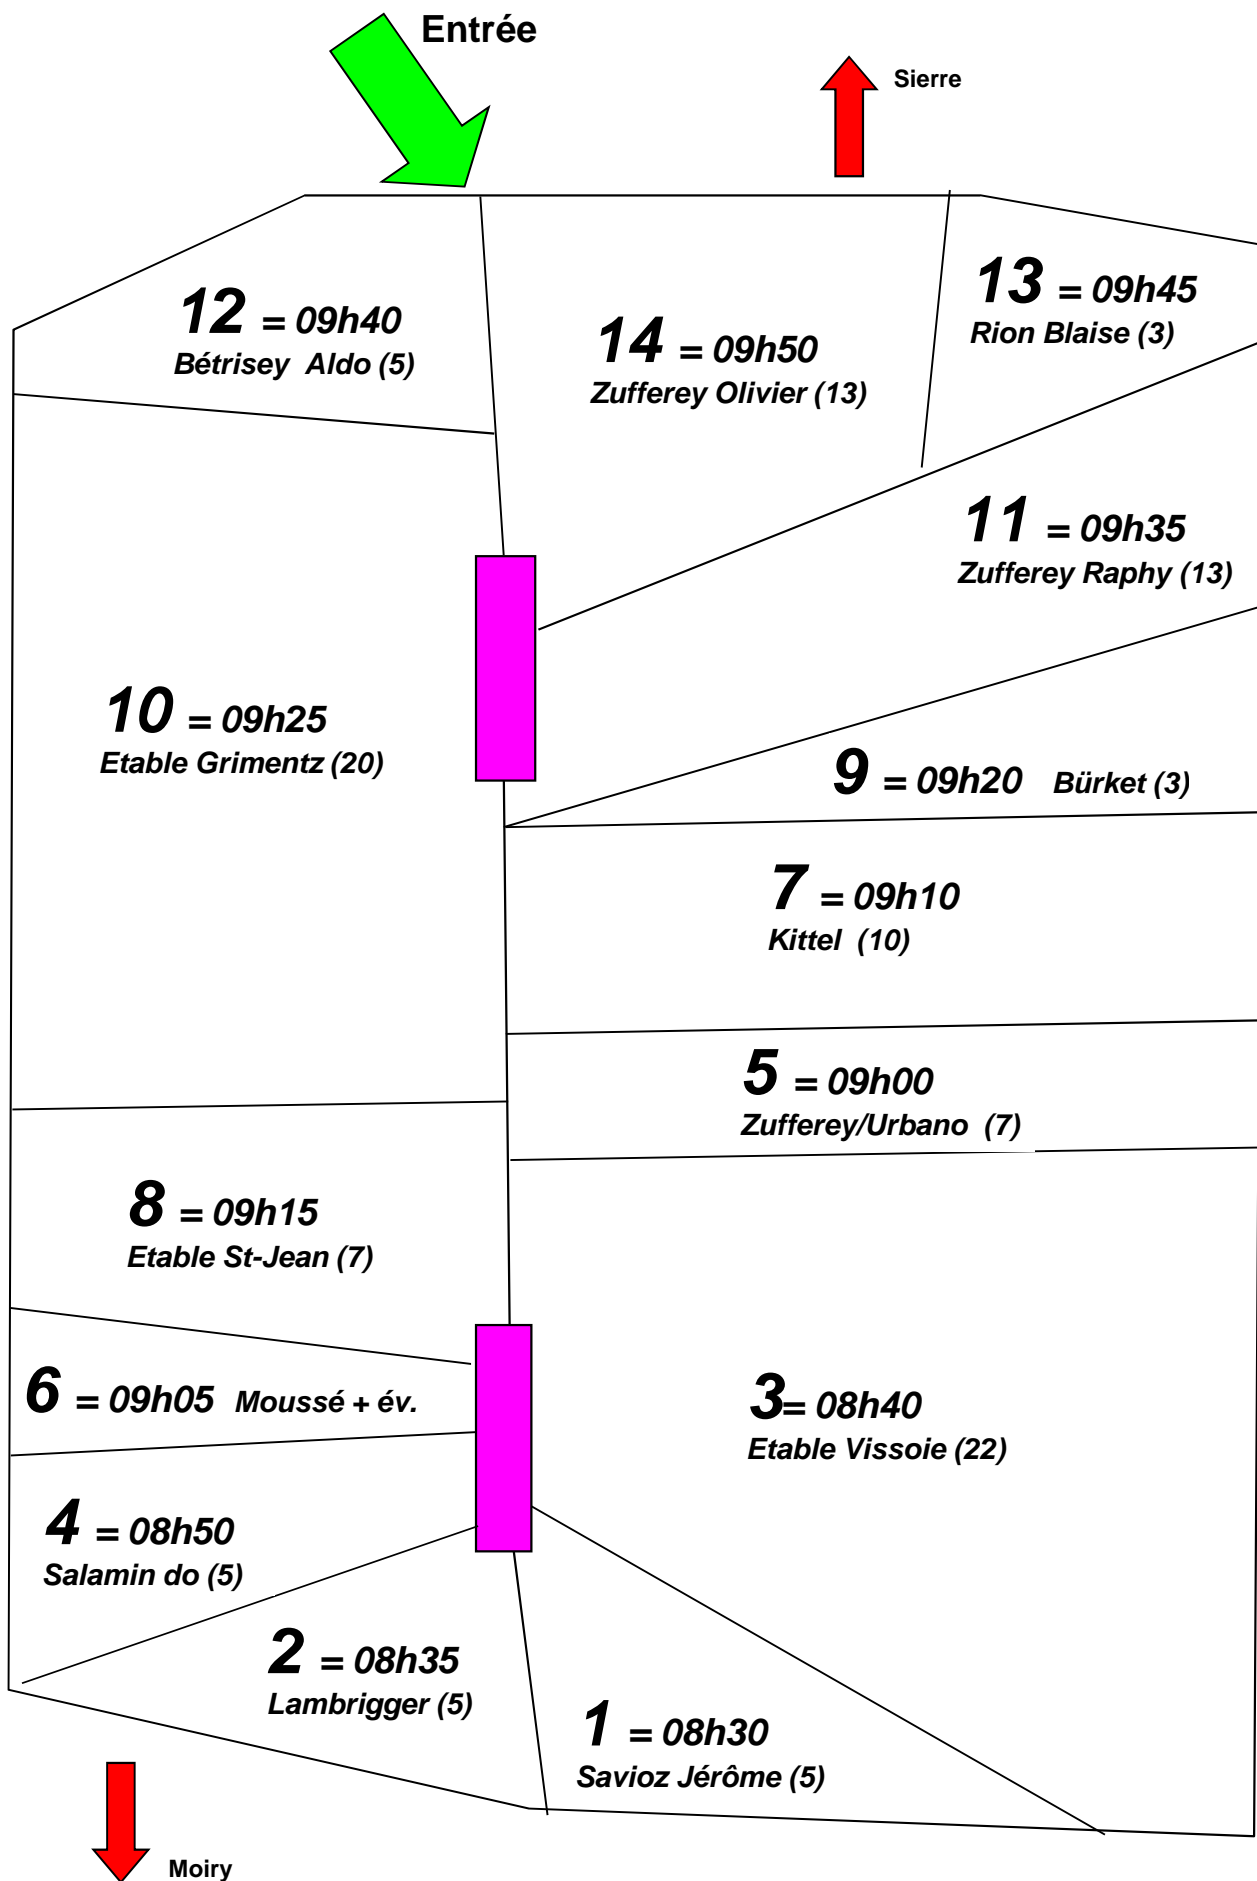 Entrée
Sierre
13 = 09h45
Rion Blaise (3)
12 = 09h40
Bétrisey Aldo (5)
14 = 09h50
Zufferey Olivier (13)
11 = 09h35
Zufferey Raphy (13)
10 = 09h25
Etable Grimentz (20)
9 = 09h20 Bürket (3)
7 = 09h10
Kittel (10)
5 = 09h00
Zufferey/Urbano (7)
8 = 09h15
Etable St-Jean (7)
6 = 09h05 Moussé + év.
3= 08h40
Etable Vissoie (22)
4 = 08h50
Salamin do (5)
2 = 08h35
Lambrigger (5)
1 = 08h30
Savioz Jérôme (5)
Moiry